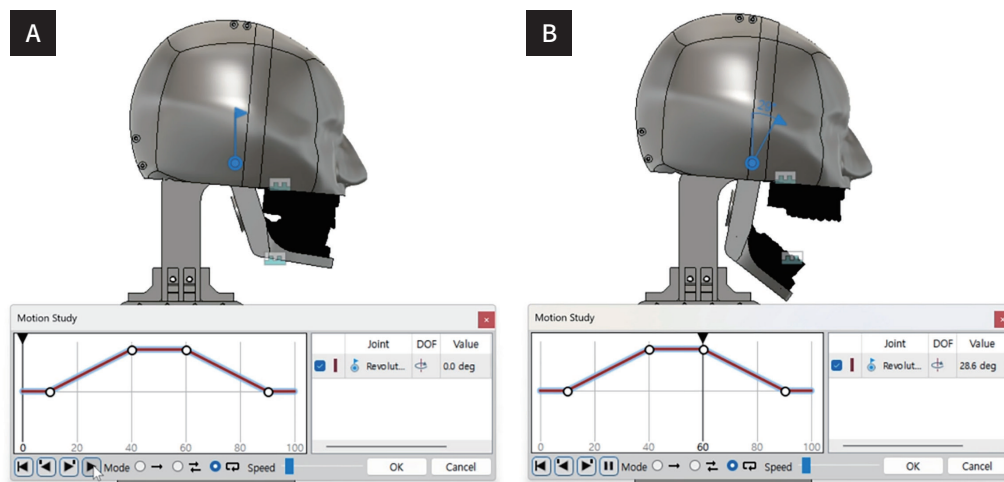 A
Motion Study
Joint DOF Value
Revolut... 0.0 deg
0 20 40 60 80 100
Mode Speed OK Cancel
B
Motion Study
Joint DOF Value
Revolut... 28.6 deg
0 20 40 60 80 100
Mode Speed OK Cancel